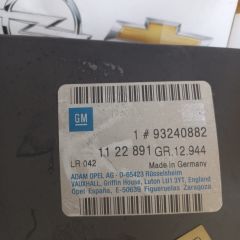 GM
1 # 93240882
11 22 891 GR.12.944
LR 042
Made in Germany
ADAM OPEL AG - D-65423 Rüsselsheim
VAUXHALL, Griffin House, Luton LU1 3YT, England
Opel España, E-50639 Figueruelas Zaragoza